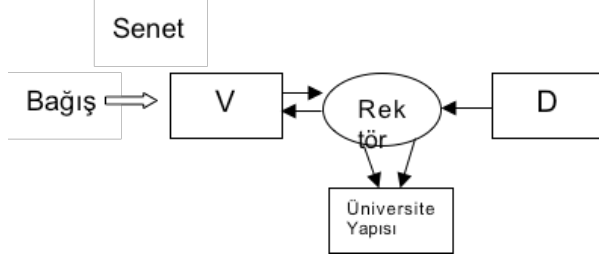 Senet
Bağış
V
Rek
tör
D
Üniversite
Yapısı